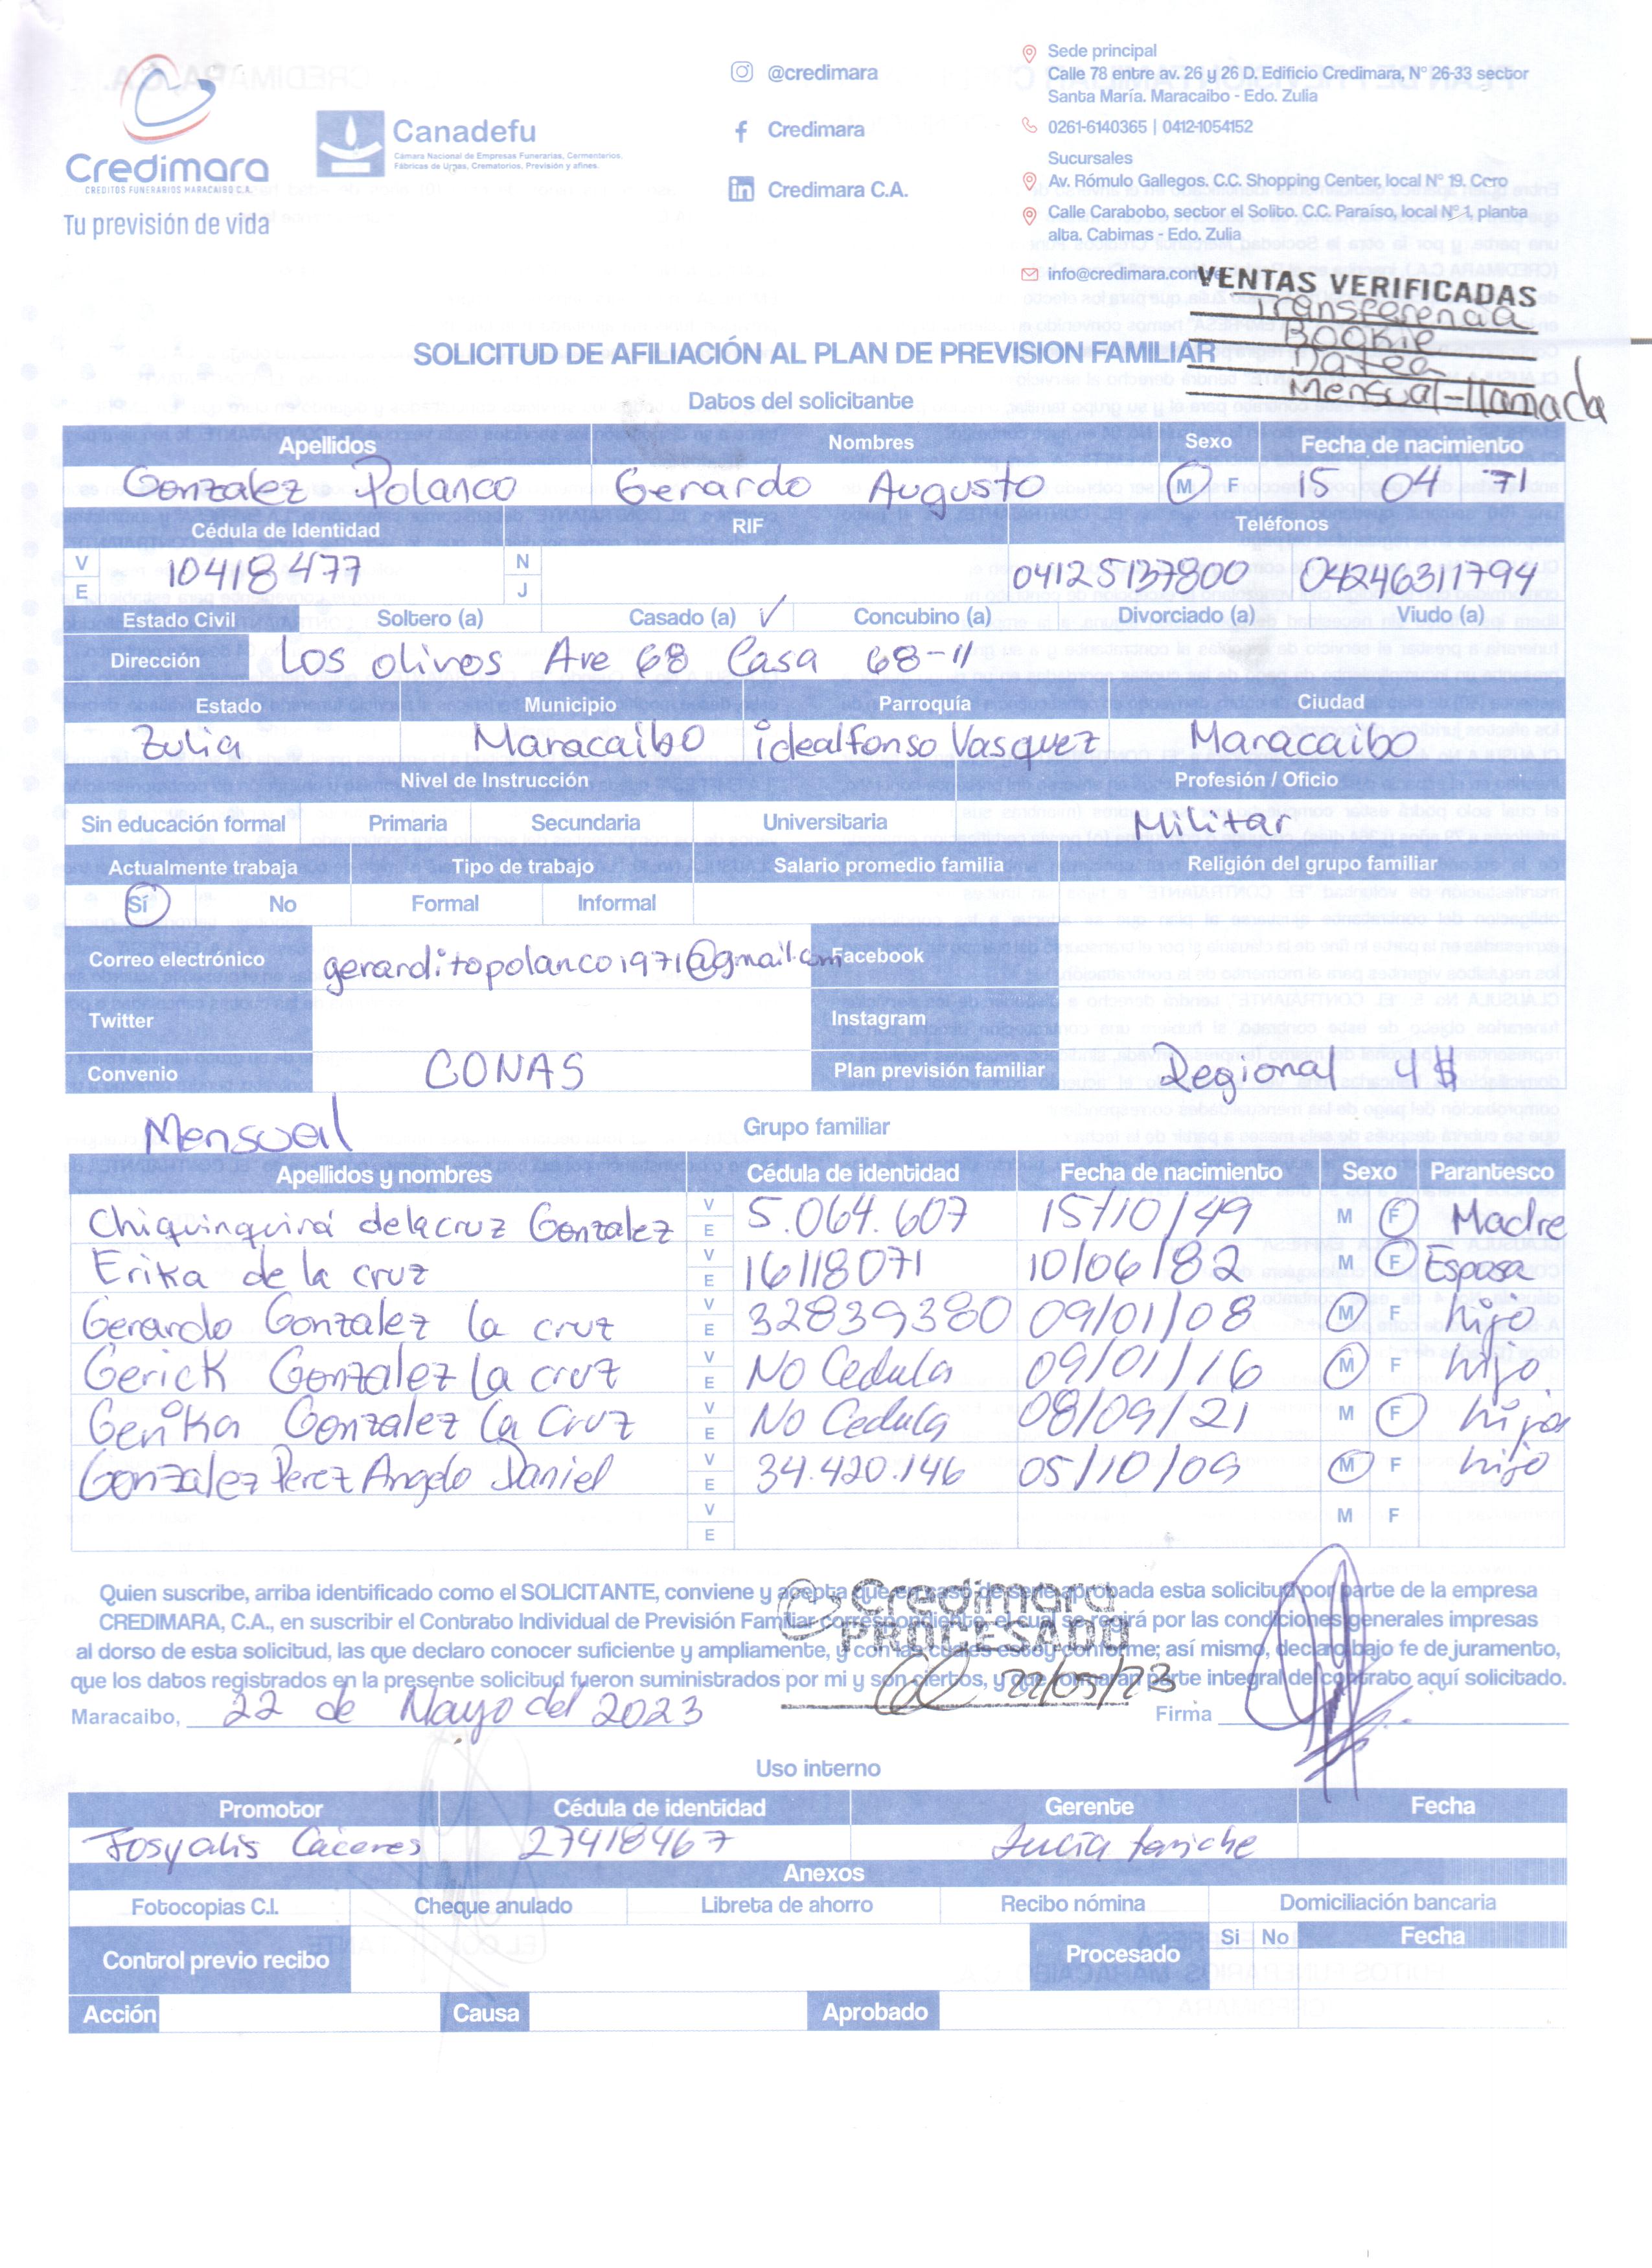 Credimara
CREDITOS FUNERARIOS MARACAIBO C.A.
Tu previsión de vida
Canadefu
Cámara Nacional de Empresas Funerarias, Cermenterios,
Fábricas de Urnas, Crematorios, Previsión y afines.
@credimara
Credimara
Credimara C.A.
Sede principal
Calle 78 entre av. 26 y 26 D. Edificio Credimara, N° 26-33 sector
Santa María. Maracaibo - Edo. Zulia
0261-6140365 | 0412-1054152
Sucursales
Av. Rómulo Gallegos. C.C. Shopping Center, local N° 19. Coro
Calle Carabobo, sector el Solito. C.C. Paraíso, local N° 1, planta
alta. Cabimas - Edo. Zulia
info@credimara.com.ve
VENTAS VERIFICADAS
Transferencia
Mensual-llamada
SOLICITUD DE AFILIACIÓN AL PLAN DE PREVISION FAMILIAR
Datos del solicitante
Apellidos Nombres Sexo Fecha de nacimiento
Gonzalez Polanco Gerardo Augusto M F 15 04 71
Cédula de Identidad RIF Teléfonos
V E 10418477 N J 04125137800 04246311794
Estado Civil Soltero (a) Casado (a) ✓ Concubino (a) Divorciado (a) Viudo (a)
Dirección Los olivos Ave 68 Casa 68-11
Estado Municipio Parroquía Ciudad
Zulia Maracaibo idealfonso Vasquez Maracaibo
Nivel de Instrucción Profesión / Oficio
Sin educación formal Primaria Secundaria Universitaria Militar
Actualmente trabaja Tipo de trabajo Salario promedio familia Religión del grupo familiar
Sí No Formal Informal
Correo electrónico gerarditopolanco1971@gmail.com Facebook
Twitter Instagram
Convenio CONAS Plan previsión familiar Regional 4$
Mensual
Grupo familiar
Apellidos y nombres Cédula de identidad Fecha de nacimiento Sexo Parantesco
Chiquinquirá delacruz Gonzalez V E 5.064.607 15/10/49 M F Madre
Erika de la cruz V E 16118071 10/06/82 M F Esposa
Gerardo Gonzalez la cruz V E 32839380 09/01/08 M F hijo
Gerick Gonzalez la cruz V E No Cedula 09/01/16 M F hijo
Gerika Gonzalez la Cruz V E No Cedula 08/09/21 M F hija
Gonzalez Perez Angelo Daniel V E 34.420.146 05/10/09 M F hijo
V E M F
Quien suscribe, arriba identificado como el SOLICITANTE, conviene y acepta que en caso de serle aprobada esta solicitud por parte de la empresa
CREDIMARA, C.A., en suscribir el Contrato Individual de Previsión Familiar correspondiente, el cual se regirá por las condiciones generales impresas
al dorso de esta solicitud, las que declaro conocer suficiente y ampliamente, y con las cuales estoy conforme; así mismo, declaro bajo fe de juramento,
que los datos registrados en la presente solicitud fueron suministrados por mi y son ciertos, y que forman parte integral del contrato aquí solicitado.
Credimara
PROCESADO
22/05/23
Maracaibo, 22 de Mayo del 2023 Firma
Uso interno
Promotor Cédula de identidad Gerente Fecha
Josyalis Cáceres 27418467 Lucía
Anexos
Fotocopias C.I. Cheque anulado Libreta de ahorro Recibo nómina Domiciliación bancaria
Control previo recibo Procesado Si No Fecha
Acción Causa Aprobado